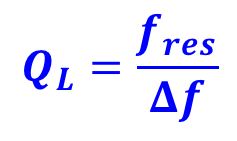 Q_L = f_res / Δf